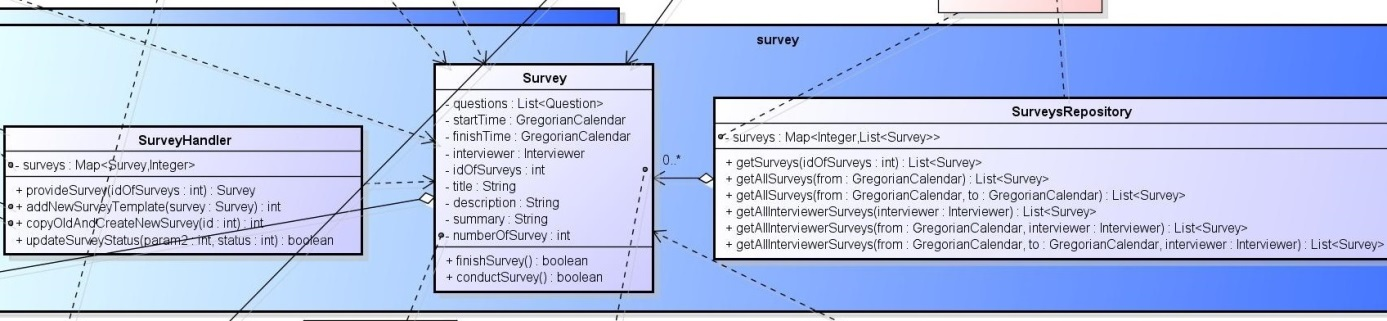 survey
Survey
- questions : List<Question>
- startTime : GregorianCalendar
- finishTime : GregorianCalendar
- interviewer : Interviewer
- idOfSurveys : int
- title : String
- description : String
- summary : String
- numberOfSurvey : int
+ finishSurvey() : boolean
+ conductSurvey() : boolean
SurveyHandler
- surveys : Map<Survey,Integer>
+ provideSurvey(idOfSurveys : int) : Survey
+ addNewSurveyTemplate(survey : Survey) : int
+ copyOldAndCreateNewSurvey(id : int) : int
+ updateSurveyStatus(param2 : int, status : int) : boolean
0..*
SurveysRepository
- surveys : Map<Integer,List<Survey>>
+ getSurveys(idOfSurveys : int) : List<Survey>
+ getAllSurveys(from : GregorianCalendar) : List<Survey>
+ getAllSurveys(from : GregorianCalendar, to : GregorianCalendar) : List<Survey>
+ getAllInterviewerSurveys(interviewer : Interviewer) : List<Survey>
+ getAllInterviewerSurveys(from : GregorianCalendar, interviewer : Interviewer) : List<Survey>
+ getAllInterviewerSurveys(from : GregorianCalendar, to : GregorianCalendar, interviewer : Interviewer) : List<Survey>